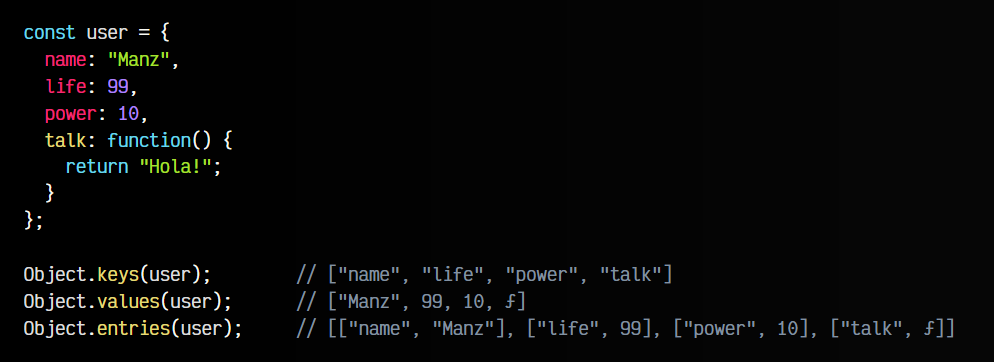 const user = {
  name: "Manz",
  life: 99,
  power: 10,
  talk: function() {
    return "Hola!";
  }
};

Object.keys(user);        // ["name", "life", "power", "talk"]
Object.values(user);      // ["Manz", 99, 10, ƒ]
Object.entries(user);     // [["name", "Manz"], ["life", 99], ["power", 10], ["talk", ƒ]]